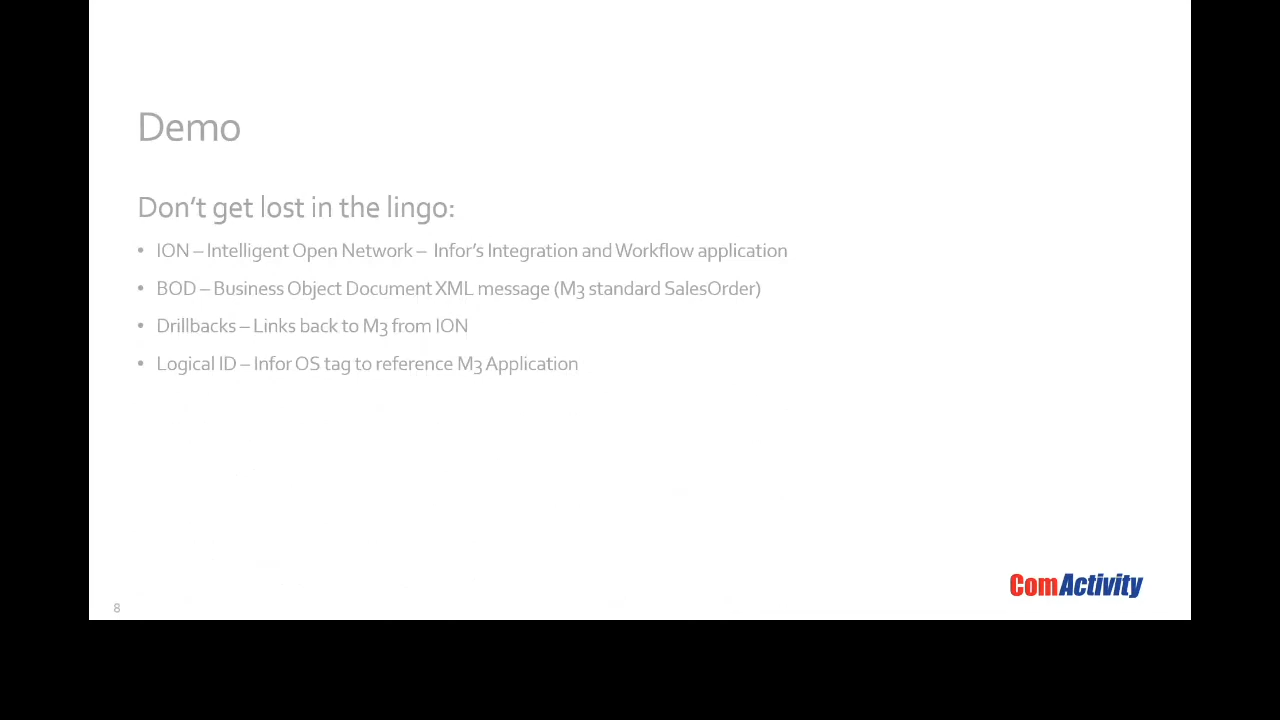 Demo
Don't get lost in the lingo:
• ION – Intelligent Open Network – Infor's Integration and Workflow application
• BOD – Business Object Document XML message (M3 standard SalesOrder)
• Drillbacks – Links back to M3 from ION
• Logical ID – Infor OS tag to reference M3 Application
ComActivity
8